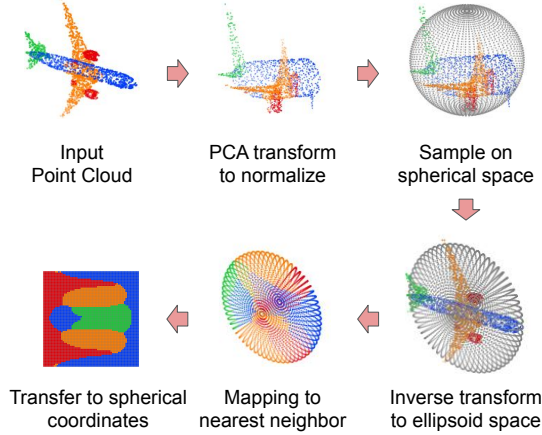 Input
Point Cloud
PCA transform
to normalize
Sample on
spherical space
Transfer to spherical
coordinates
Mapping to
nearest neighbor
Inverse transform
to ellipsoid space